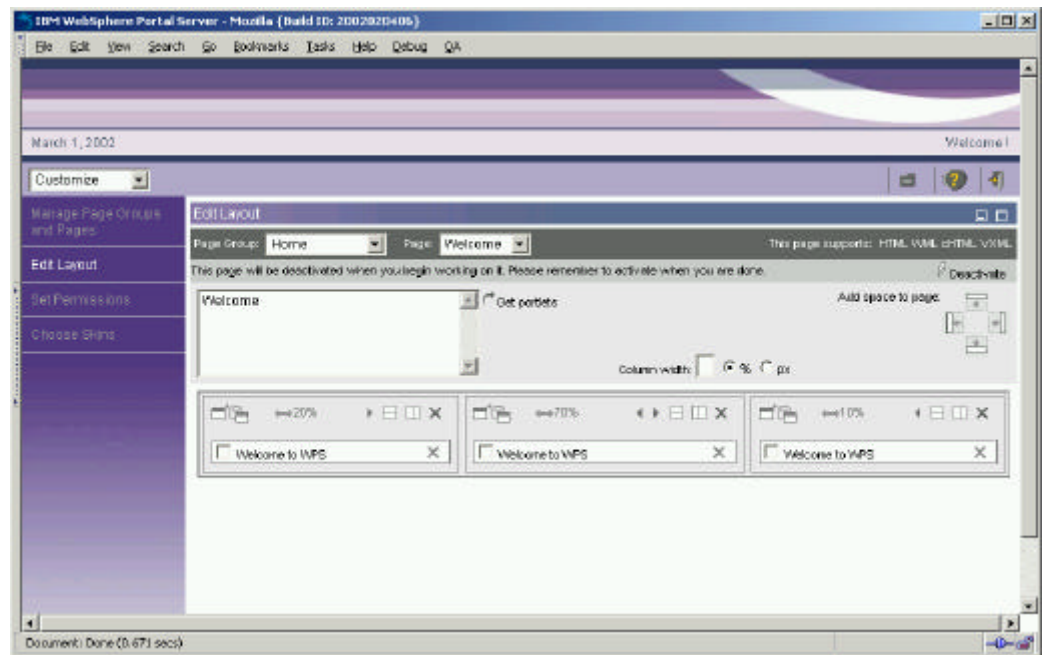 IBM WebSphere Portal Server - Mozilla {Build ID: 2002020406}
File Edit View Search Go Bookmarks Tasks Help Debug QA
March 1, 2002 Welcome!
Customize
Manage Page Groups and Pages
Edit Layout
Set Permissions
Choose Skins
Edit Layout
Page Group: Home Page: Welcome This page supports: HTML WML cHTML VXML
This page will be deactivated when you begin working on it. Please remember to activate when you are done. Deactivate
Welcome Get portlets Add space to page:
Column width: % px
20% 70% 10%
Welcome to WPS Welcome to WPS Welcome to WPS
Document: Done (0.671 secs)